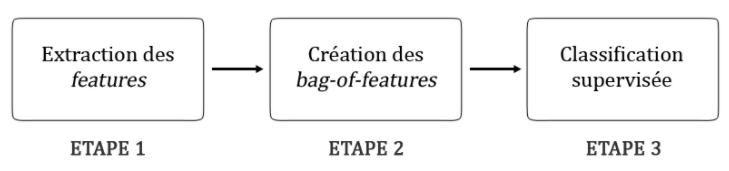 Extraction des
features
Création des
bag-of-features
Classification
supervisée
ETAPE 1
ETAPE 2
ETAPE 3